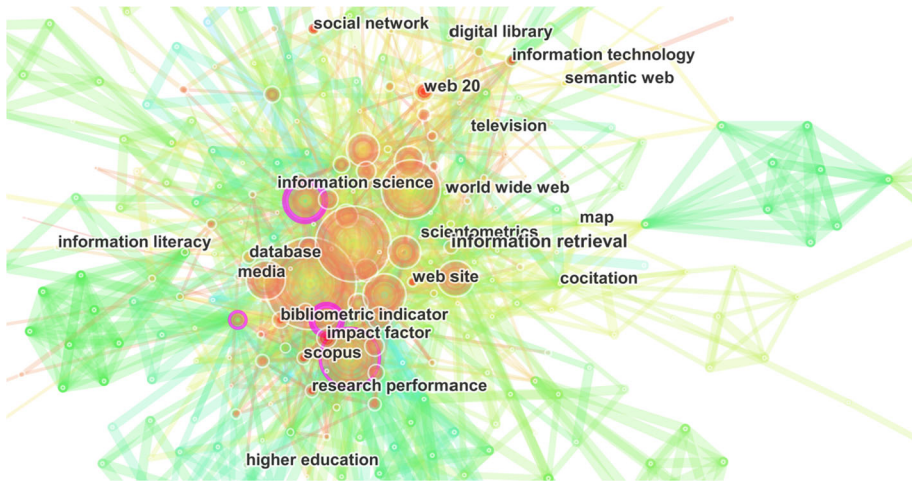 social network
digital library
information technology
semantic web
web 20
television
information science
world wide web
map
scientometrics
information literacy
information retrieval
database
media
web site
cocitation
bibliometric indicator
impact factor
scopus
research performance
higher education